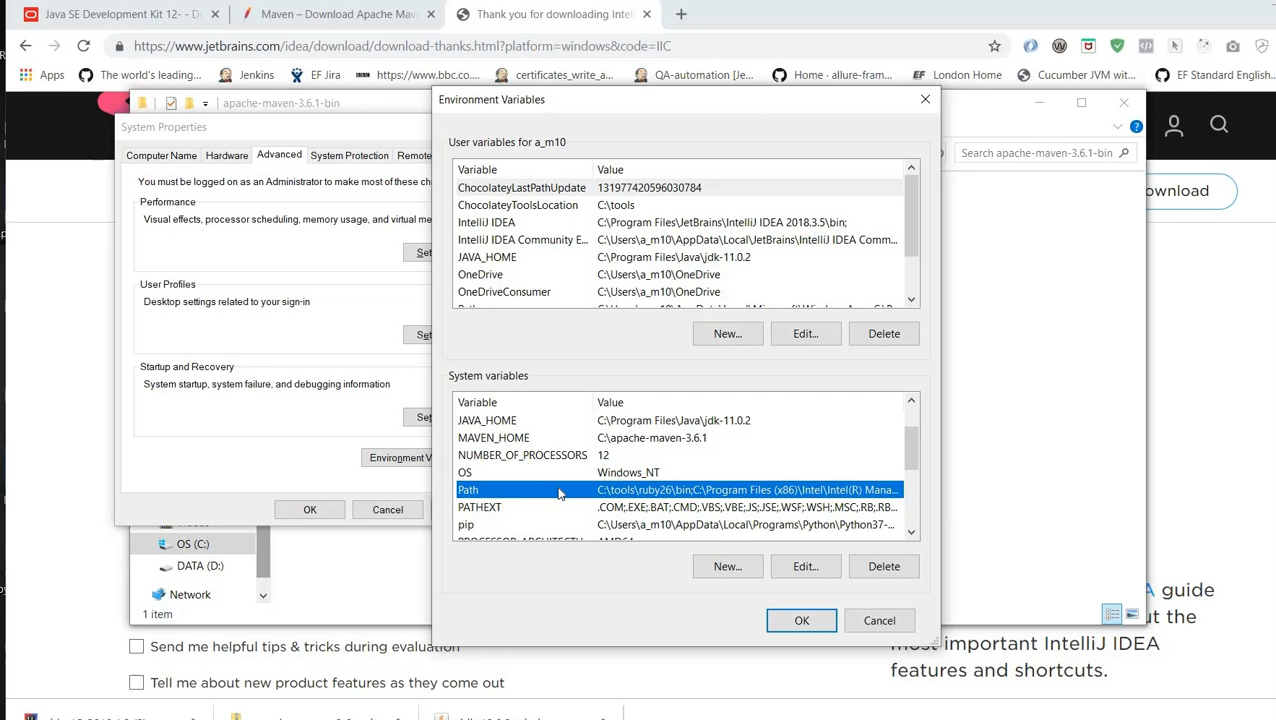 Java SE Development Kit 12- - D
Maven – Download Apache Mav
Thank you for downloading Intel
https://www.jetbrains.com/idea/download/download-thanks.html?platform=windows&code=IIC
Apps
The world's leading...
Jenkins
EF Jira
https://www.bbc.co...
certificates_write_a...
QA-automation [Je...
Home · allure-fram...
London Home
Cucumber JVM wit
EF Standard English...
apache-maven-3.6.1-bin
Search apache-maven-3.6.1-bin
ownload
System Properties
Computer Name
Hardware
Advanced
System Protection
Remote
You must be logged on as an Administrator to make most of these ch
Performance
Visual effects, processor scheduling, memory usage, and virtual me
Set
User Profiles
Desktop settings related to your sign-in
Set
Startup and Recovery
System startup, system failure, and debugging information
Set
Environment V
OK
Cancel
Environment Variables
User variables for a_m10
Variable Value
ChocolateyLastPathUpdate 131977420596030784
ChocolateyToolsLocation C:\tools
IntelliJ IDEA C:\Program Files\JetBrains\IntelliJ IDEA 2018.3.5\bin;
IntelliJ IDEA Community E... C:\Users\a_m10\AppData\Local\JetBrains\IntelliJ IDEA Comm...
JAVA_HOME C:\Program Files\Java\jdk-11.0.2
OneDrive C:\Users\a_m10\OneDrive
OneDriveConsumer C:\Users\a_m10\OneDrive
New...
Edit...
Delete
System variables
Variable Value
JAVA_HOME C:\Program Files\Java\jdk-11.0.2
MAVEN_HOME C:\apache-maven-3.6.1
NUMBER_OF_PROCESSORS 12
OS Windows_NT
Path C:\tools\ruby26\bin;C:\Program Files (x86)\Intel\Intel(R) Mana...
PATHEXT .COM;.EXE;.BAT;.CMD;.VBS;.VBE;.JS;.JSE;.WSF;.WSH;.MSC;.RB;.RB...
pip C:\Users\a_m10\AppData\Local\Programs\Python\Python37-...
New...
Edit...
Delete
OK
Cancel
OS (C:)
DATA (D:)
Network
1 item
Send me helpful tips & tricks during evaluation
Tell me about new product features as they come out
A guide
ut the
most important IntelliJ IDEA
features and shortcuts.